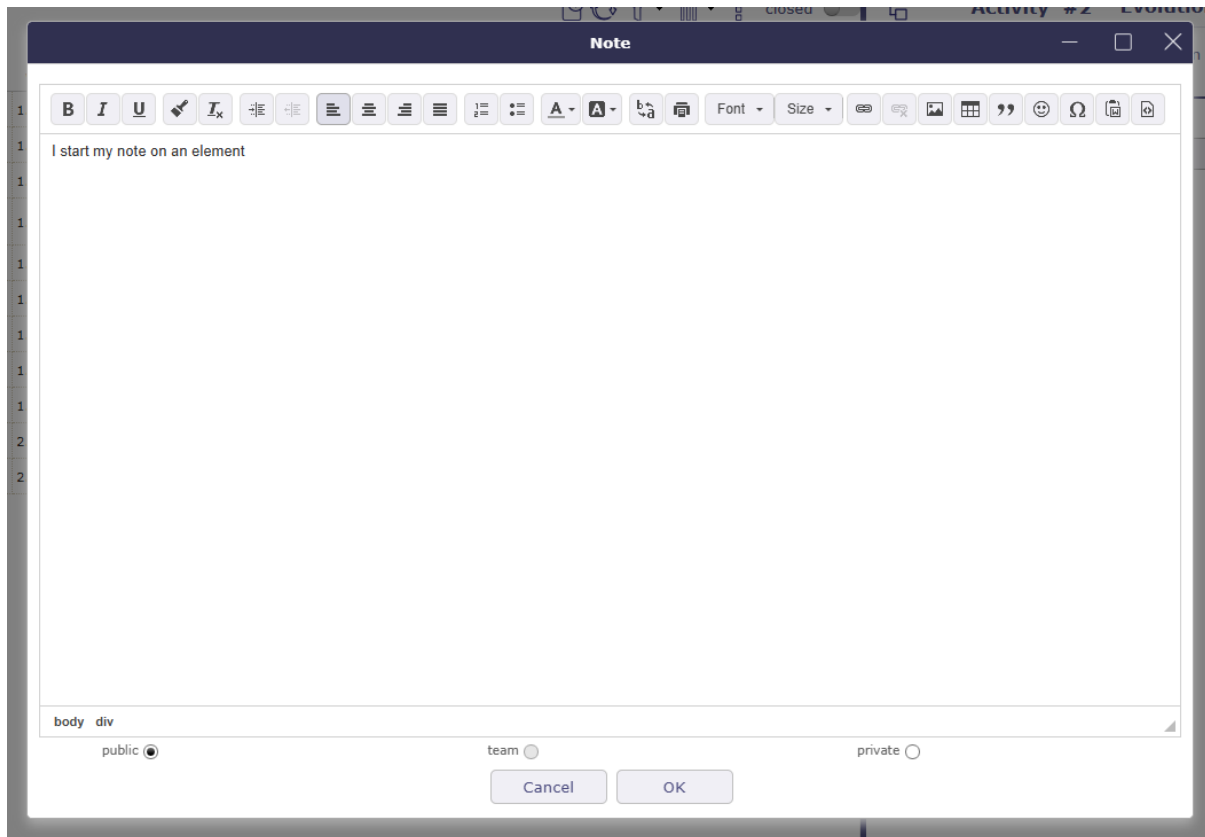 closed
Activity #2
Note
Font
Size
I start my note on an element
body div
public
team
private
Cancel
OK
1
1
1
1
1
1
1
1
1
2
2